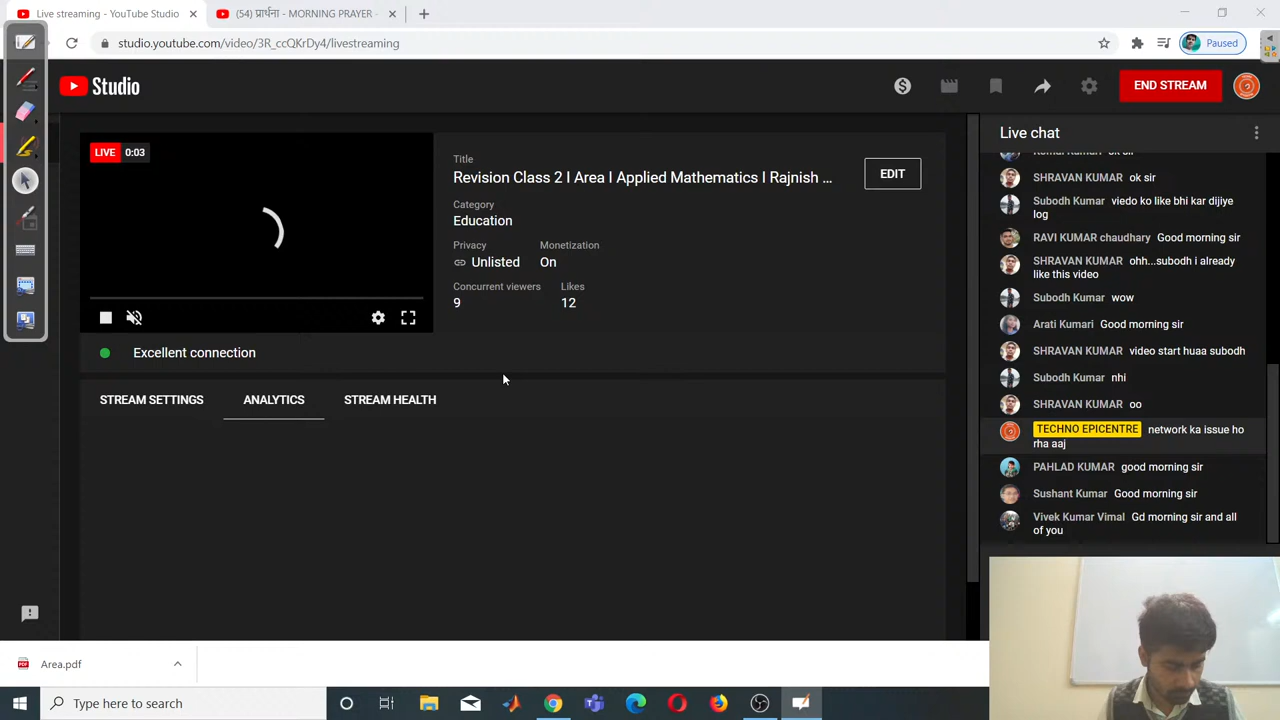 Live streaming - YouTube Studio
(54) प्रार्थना - MORNING PRAYER -
studio.youtube.com/video/3R_ccQKrDy4/livestreaming
Paused
Studio
END STREAM
LIVE 0:03
Title
Revision Class 2 I Area I Applied Mathematics I Rajnish ...
EDIT
Category
Education
Privacy
Monetization
Unlisted
On
Concurrent viewers
Likes
9
12
Excellent connection
STREAM SETTINGS
ANALYTICS
STREAM HEALTH
Live chat
SHRAVAN KUMAR ok sir
Subodh Kumar viedo ko like bhi kar dijiye
log
RAVI KUMAR chaudhary Good morning sir
SHRAVAN KUMAR ohh...subodh i already
like this video
Subodh Kumar wow
Arati Kumari Good morning sir
SHRAVAN KUMAR video start huaa subodh
Subodh Kumar nhi
SHRAVAN KUMAR oo
TECHNO EPICENTRE network ka issue ho
rha aaj
PAHLAD KUMAR good morning sir
Sushant Kumar Good morning sir
Vivek Kumar Vimal Gd morning sir and all
of you
Area.pdf
Type here to search